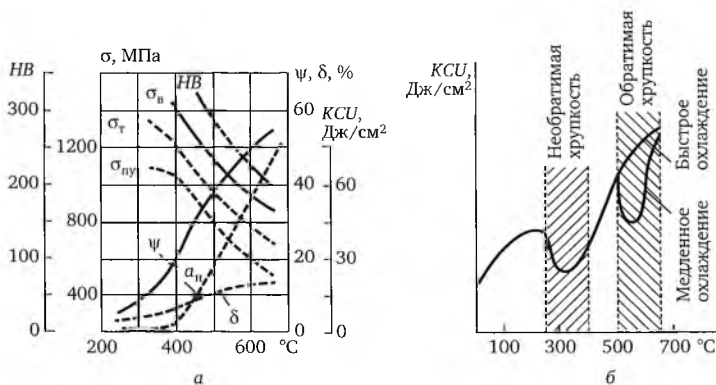 σ, МПа
HB
ψ, δ, %
KCU,
Дж/см²
HB
σв
σт
σпу
ψ
aн
δ
300
200
100
0
1200
800
400
60
40
20
0
60
30
0
200
400
600
°C
а
KCU,
Дж/см²
Необратимая
хрупкость
Обратимая
хрупкость
Быстрое
охлаждение
Медленное
охлаждение
100
300
500
700
°C
б